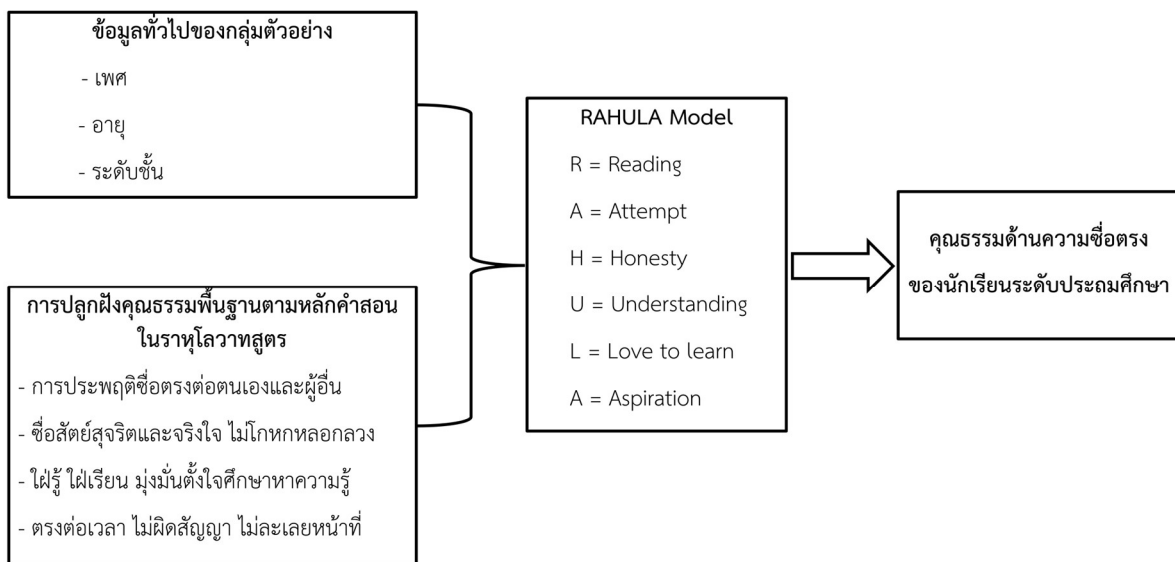 ข้อมูลทั่วไปของกลุ่มตัวอย่าง
- เพศ
- อายุ
- ระดับชั้น
การปลูกฝังคุณธรรมพื้นฐานตามหลักคำสอน
ในราหุโลวาทสูตร
- การประพฤติซื่อตรงต่อตนเองและผู้อื่น
- ซื่อสัตย์สุจริตและจริงใจ ไม่โกหกหลอกลวง
- ใฝ่รู้ ใฝ่เรียน มุ่งมั่นตั้งใจศึกษาหาความรู้
- ตรงต่อเวลา ไม่ผิดสัญญา ไม่ละเลยหน้าที่
RAHULA Model
R = Reading
A = Attempt
H = Honesty
U = Understanding
L = Love to learn
A = Aspiration
คุณธรรมด้านความซื่อตรง
ของนักเรียนระดับประถมศึกษา